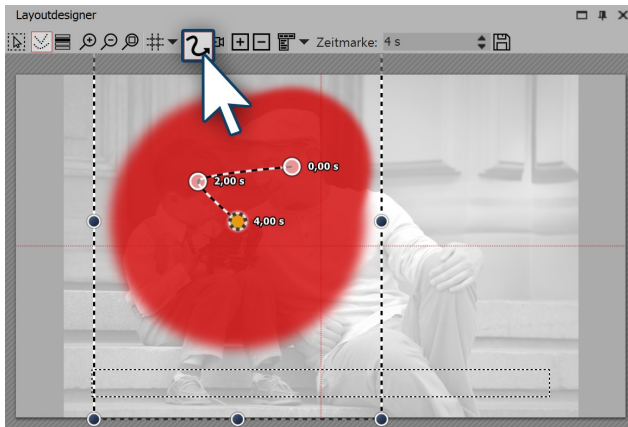 Layoutdesigner
Zeitmarke: 4 s
0,00 s
2,00 s
4,00 s